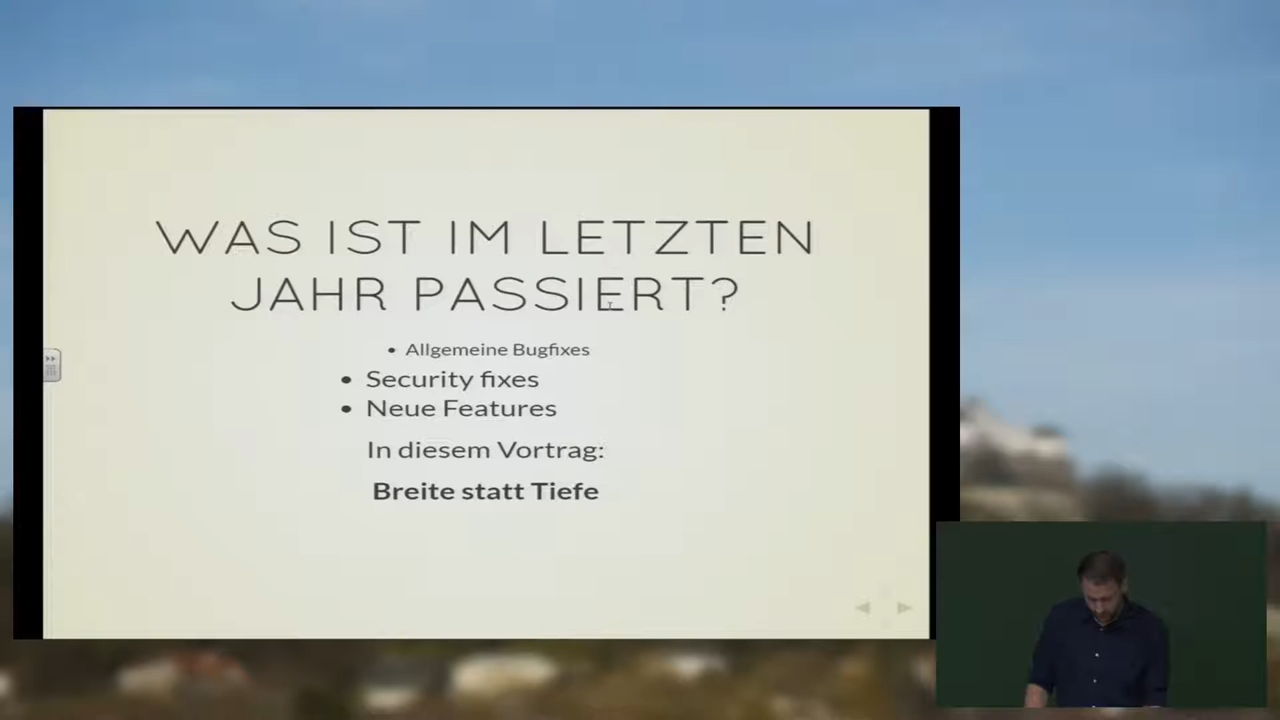 WAS IST IM LETZTEN
JAHR PASSIERT?
• Allgemeine Bugfixes
• Security fixes
• Neue Features
In diesem Vortrag:
Breite statt Tiefe